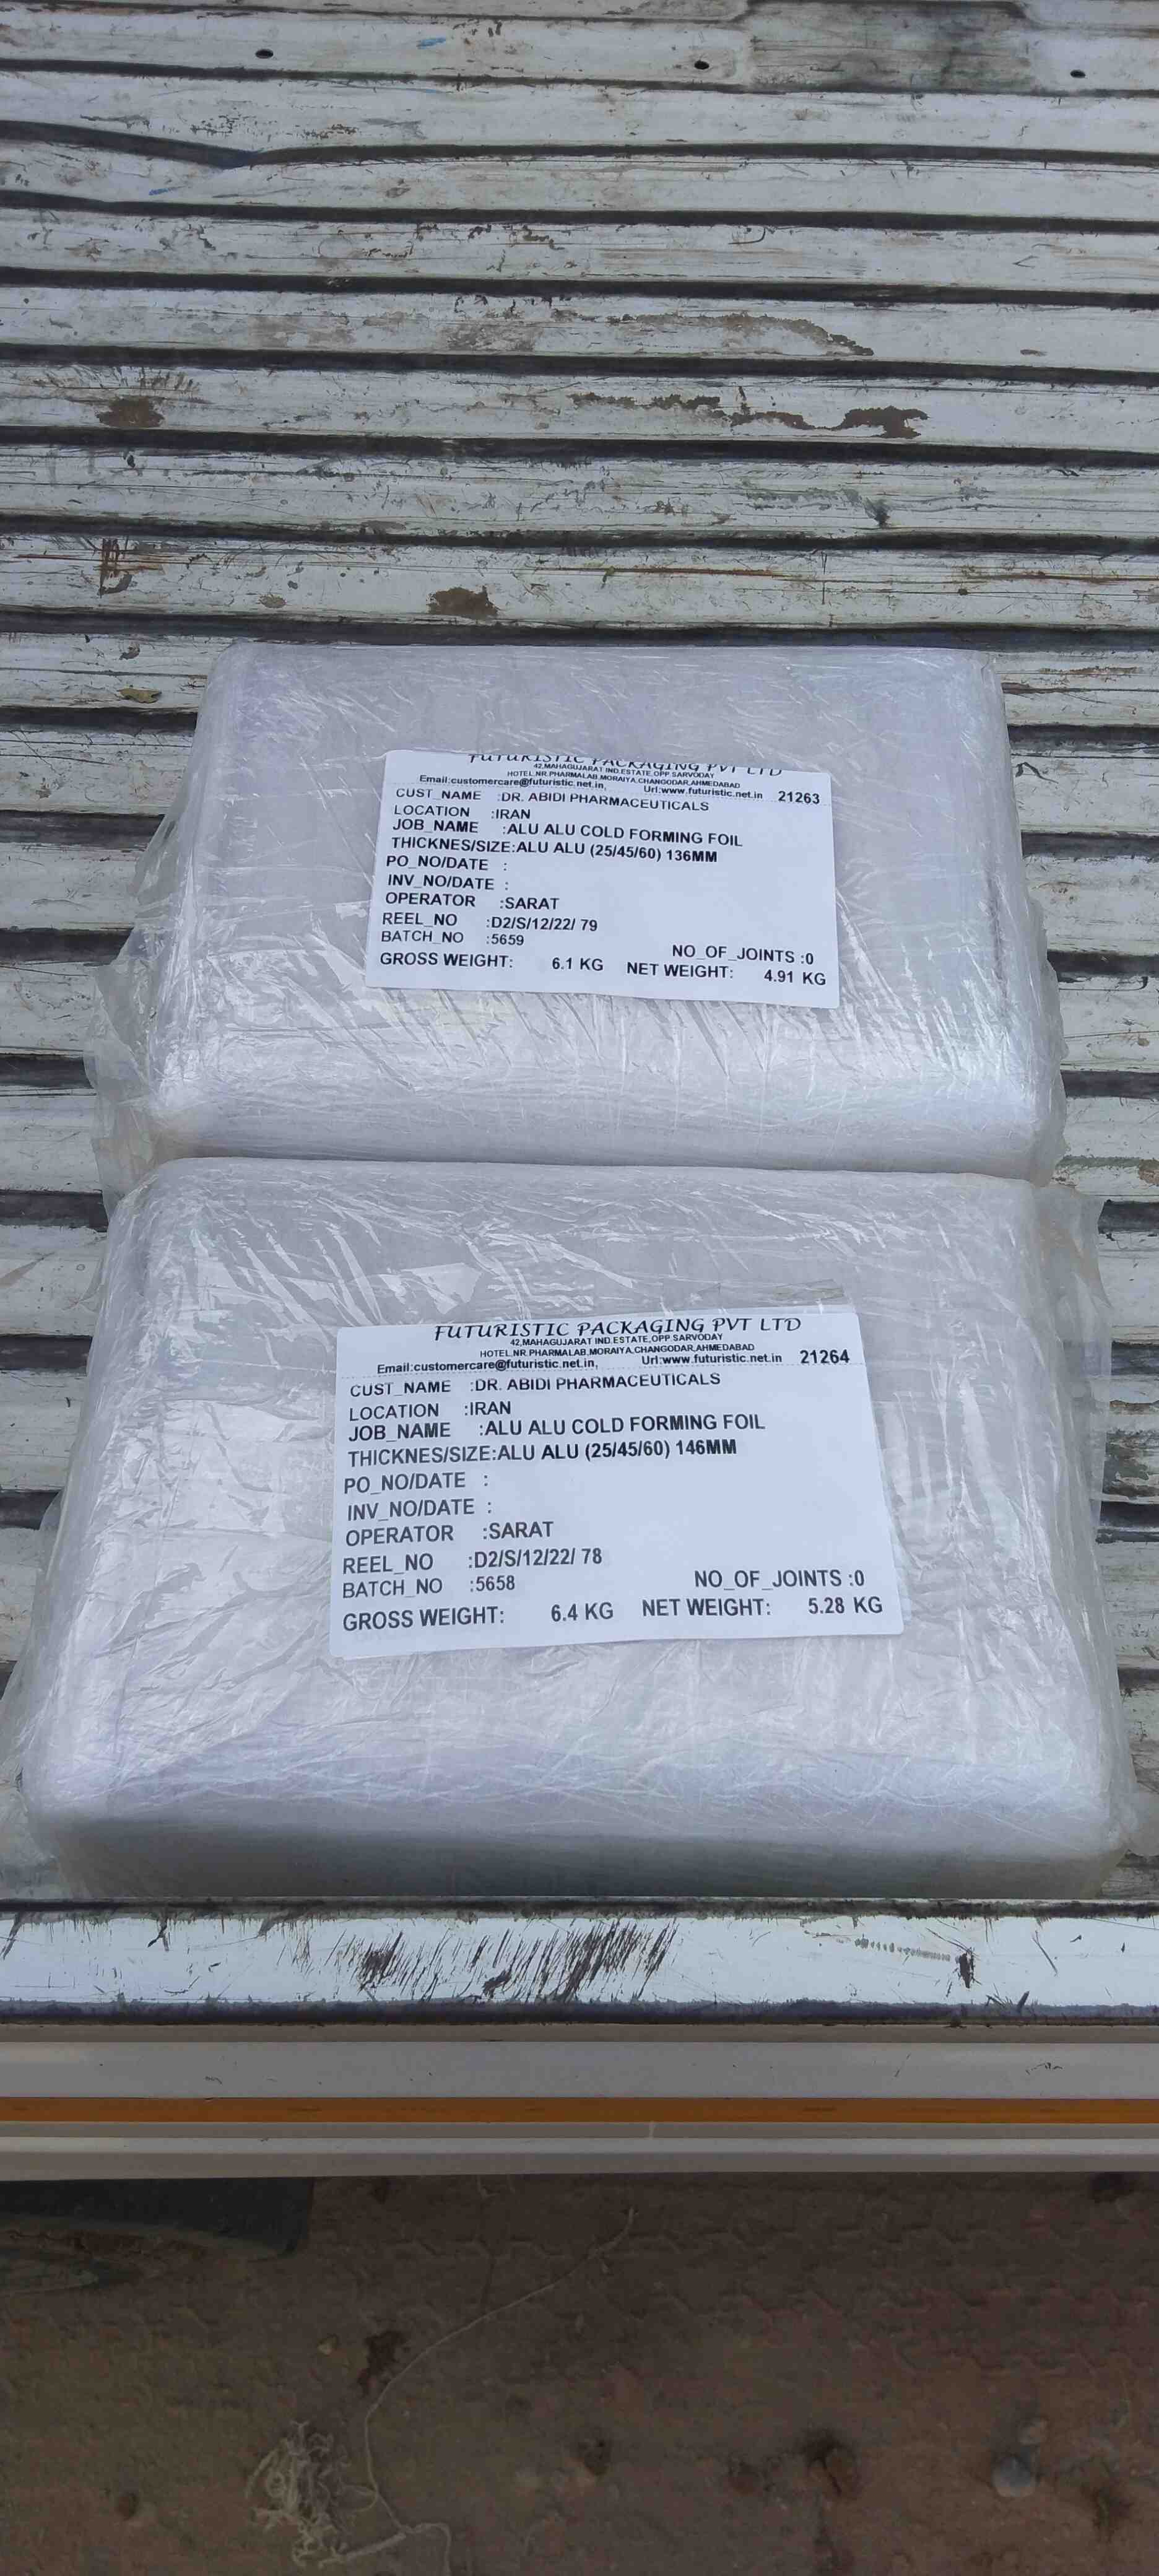 FUTURISTIC PACKAGING PVT LTD
42,MAHAGUJARAT IND.ESTATE,OPP SARVODAY
HOTEL,NR.PHARMALAB,MORAIYA,CHANGODAR,AHMEDABAD
Email:customercare@futuristic.net.in, Url:www.futuristic.net.in 21263
CUST_NAME :DR. ABIDI PHARMACEUTICALS
LOCATION :IRAN
JOB_NAME :ALU ALU COLD FORMING FOIL
THICKNES/SIZE:ALU ALU (25/45/60) 136MM
PO_NO/DATE :
INV_NO/DATE :
OPERATOR :SARAT
REEL_NO :D2/S/12/22/ 79
BATCH_NO :5659 NO_OF_JOINTS :0
GROSS WEIGHT: 6.1 KG NET WEIGHT: 4.91 KG
FUTURISTIC PACKAGING PVT LTD
42,MAHAGUJARAT IND.ESTATE,OPP SARVODAY
HOTEL,NR.PHARMALAB,MORAIYA,CHANGODAR,AHMEDABAD
Email:customercare@futuristic.net.in, Url:www.futuristic.net.in 21264
CUST_NAME :DR. ABIDI PHARMACEUTICALS
LOCATION :IRAN
JOB_NAME :ALU ALU COLD FORMING FOIL
THICKNES/SIZE:ALU ALU (25/45/60) 146MM
PO_NO/DATE :
INV_NO/DATE :
OPERATOR :SARAT
REEL_NO :D2/S/12/22/ 78
BATCH_NO :5658 NO_OF_JOINTS :0
GROSS WEIGHT: 6.4 KG NET WEIGHT: 5.28 KG